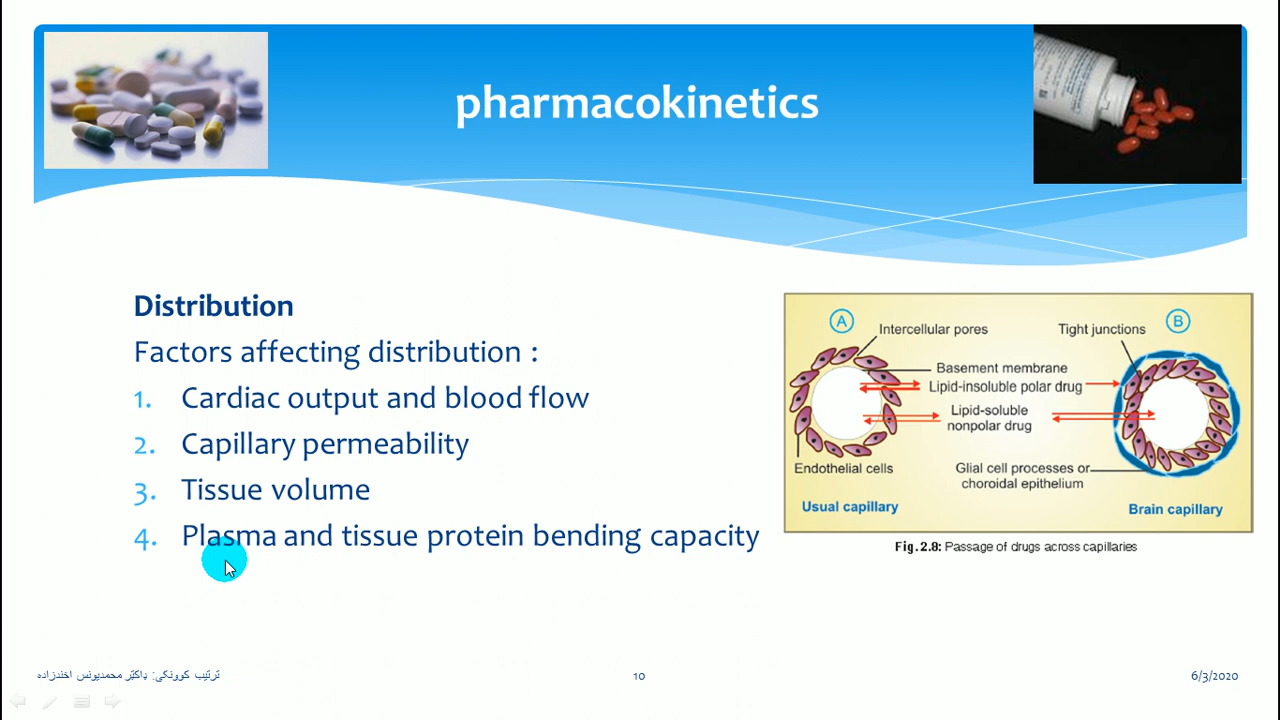 pharmacokinetics
Distribution
Factors affecting distribution :
1. Cardiac output and blood flow
2. Capillary permeability
3. Tissue volume
4. Plasma and tissue protein bending capacity
A
B
Intercellular pores
Tight junctions
Basement membrane
Lipid-insoluble polar drug
Lipid-soluble
nonpolar drug
Endothelial cells
Glial cell processes or
choroidal epithelium
Usual capillary
Brain capillary
Fig.2.8: Passage of drugs across capillaries
ترتیب کوونکی: ډاکټر محمدیونس اخندزاده
10
6/3/2020